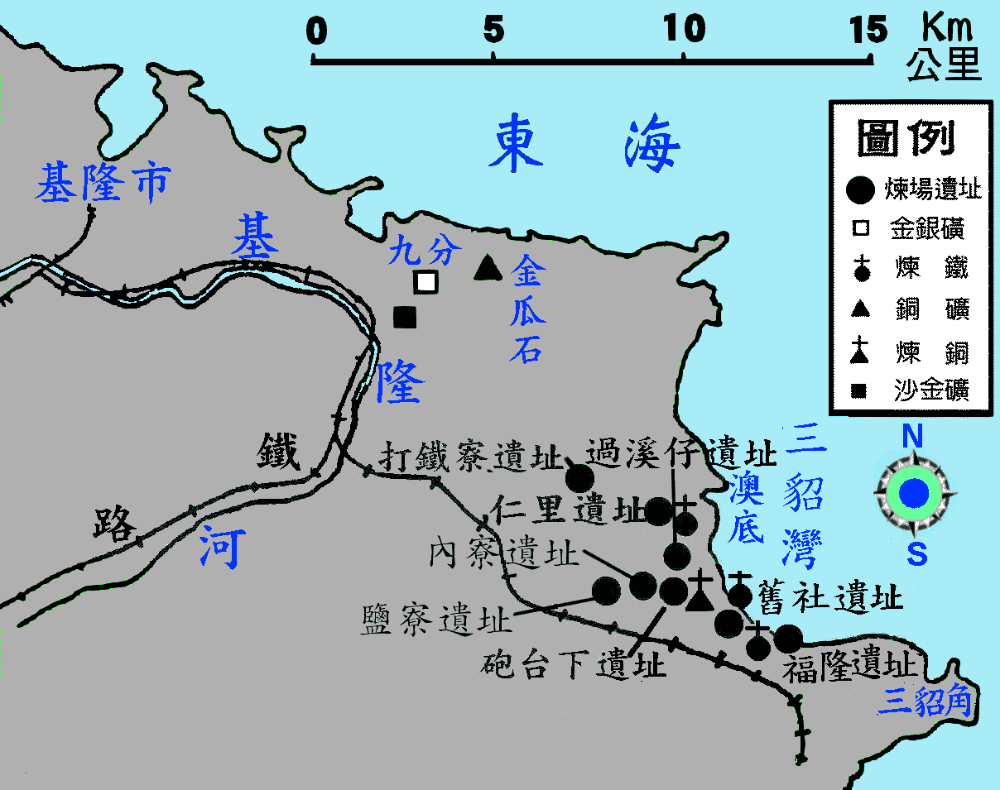 0 5 10 15 Km
公里
東海
圖例
煉場遺址
金銀礦
煉鐵
銅礦
煉銅
沙金礦
基隆市
基隆河
九分
金瓜石
鐵路
打鐵寮遺址
過溪仔遺址
三貂灣
澳底
仁里遺址
內寮遺址
鹽寮遺址
舊社遺址
砲台下遺址
福隆遺址
三貂角
N
S